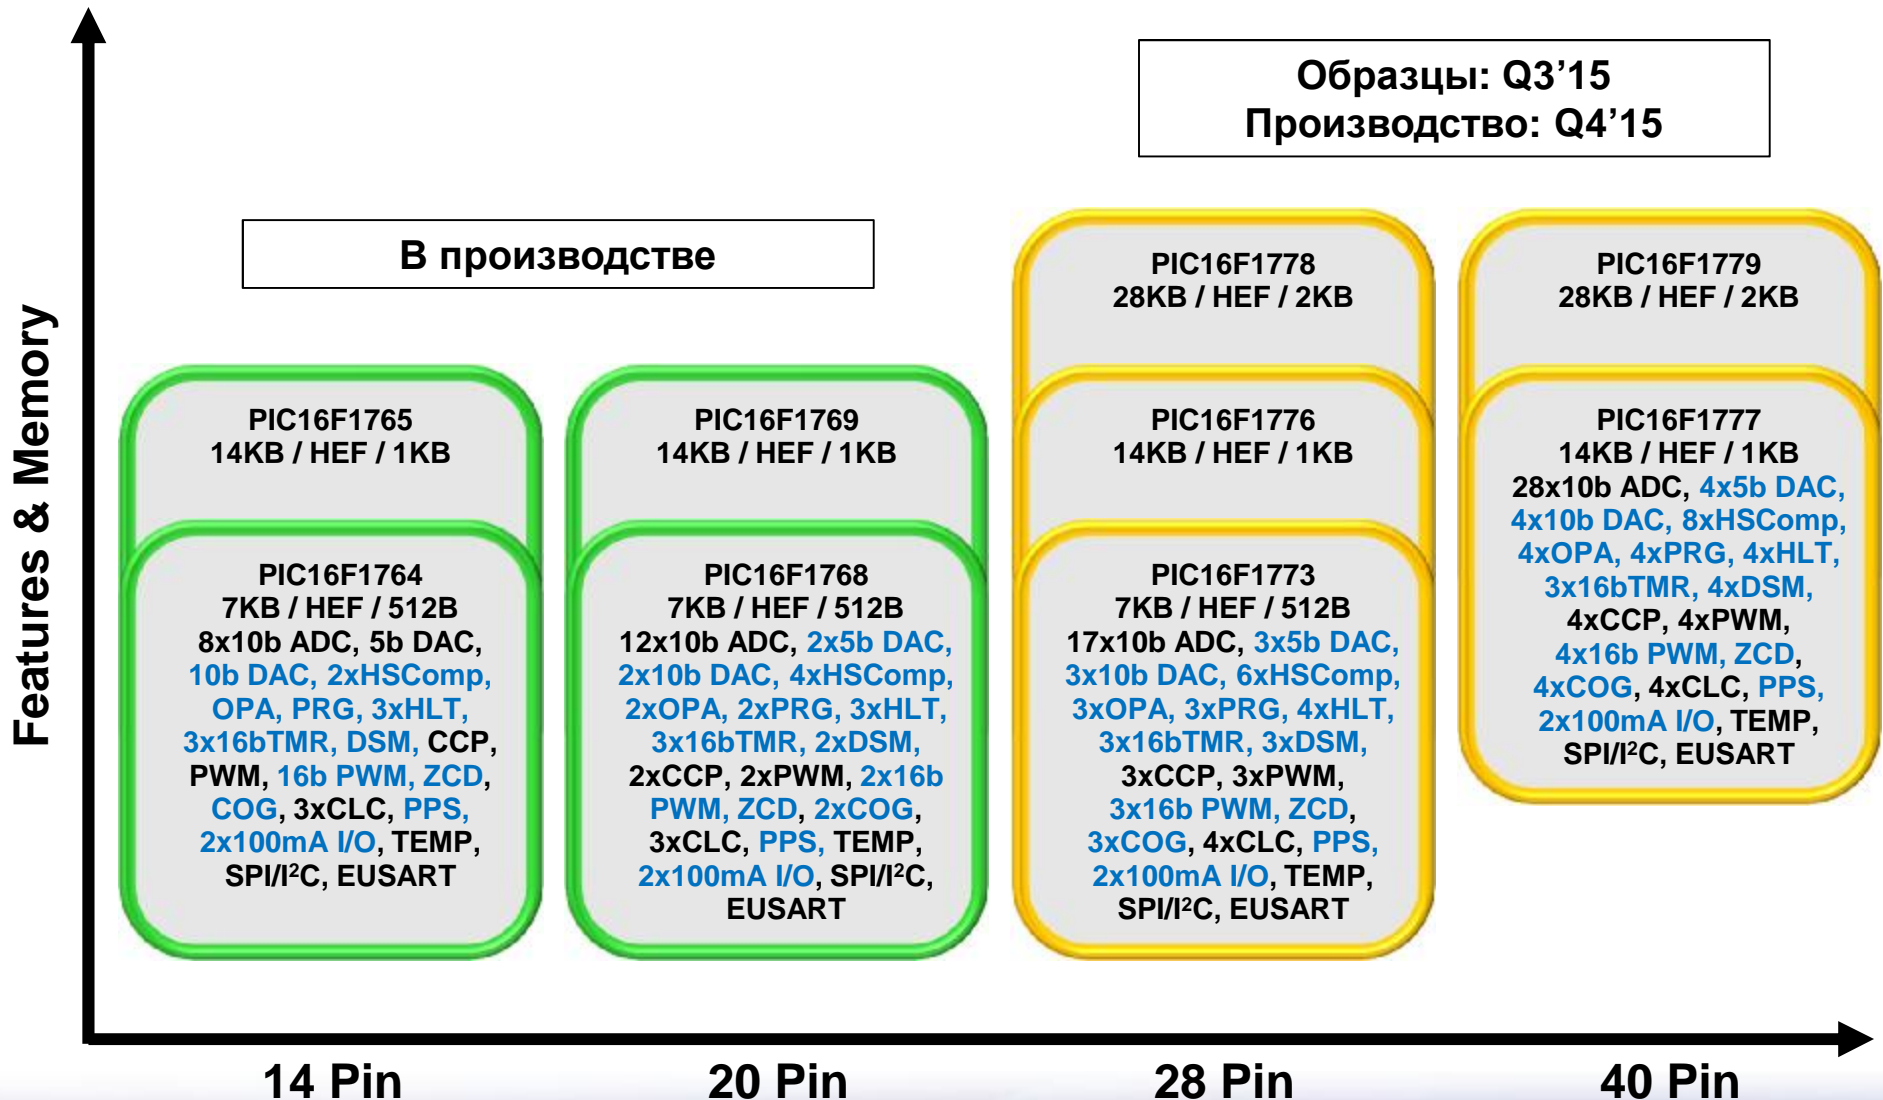 Образцы: Q3’15
Производство: Q4’15
В производстве
Features & Memory
PIC16F1765
14KB / HEF / 1KB
PIC16F1764
7KB / HEF / 512B
8x10b ADC, 5b DAC,
10b DAC, 2xHSComp,
OPA, PRG, 3xHLT,
3x16bTMR, DSM, CCP,
PWM, 16b PWM, ZCD,
COG, 3xCLC, PPS,
2x100mA I/O, TEMP,
SPI/I²C, EUSART
PIC16F1769
14KB / HEF / 1KB
PIC16F1768
7KB / HEF / 512B
12x10b ADC, 2x5b DAC,
2x10b DAC, 4xHSComp,
2xOPA, 2xPRG, 3xHLT,
3x16bTMR, 2xDSM,
2xCCP, 2xPWM, 2x16b
PWM, ZCD, 2xCOG,
3xCLC, PPS, TEMP,
2x100mA I/O, SPI/I²C,
EUSART
PIC16F1778
28KB / HEF / 2KB
PIC16F1776
14KB / HEF / 1KB
PIC16F1773
7KB / HEF / 512B
17x10b ADC, 3x5b DAC,
3x10b DAC, 6xHSComp,
3xOPA, 3xPRG, 4xHLT,
3x16bTMR, 3xDSM,
3xCCP, 3xPWM,
3x16b PWM, ZCD,
3xCOG, 4xCLC, PPS,
2x100mA I/O, TEMP,
SPI/I²C, EUSART
PIC16F1779
28KB / HEF / 2KB
PIC16F1777
14KB / HEF / 1KB
28x10b ADC, 4x5b DAC,
4x10b DAC, 8xHSComp,
4xOPA, 4xPRG, 4xHLT,
3x16bTMR, 4xDSM,
4xCCP, 4xPWM,
4x16b PWM, ZCD,
4xCOG, 4xCLC, PPS,
2x100mA I/O, TEMP,
SPI/I²C, EUSART
14 Pin
20 Pin
28 Pin
40 Pin